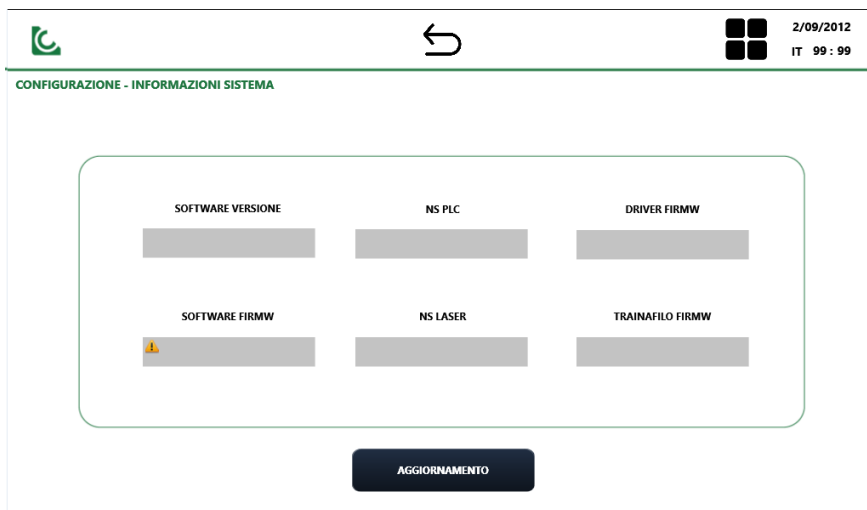 2/09/2012
IT 99 : 99
CONFIGURAZIONE - INFORMAZIONI SISTEMA
SOFTWARE VERSIONE NS PLC DRIVER FIRMW
SOFTWARE FIRMW NS LASER TRAINAFILO FIRMW
AGGIORNAMENTO